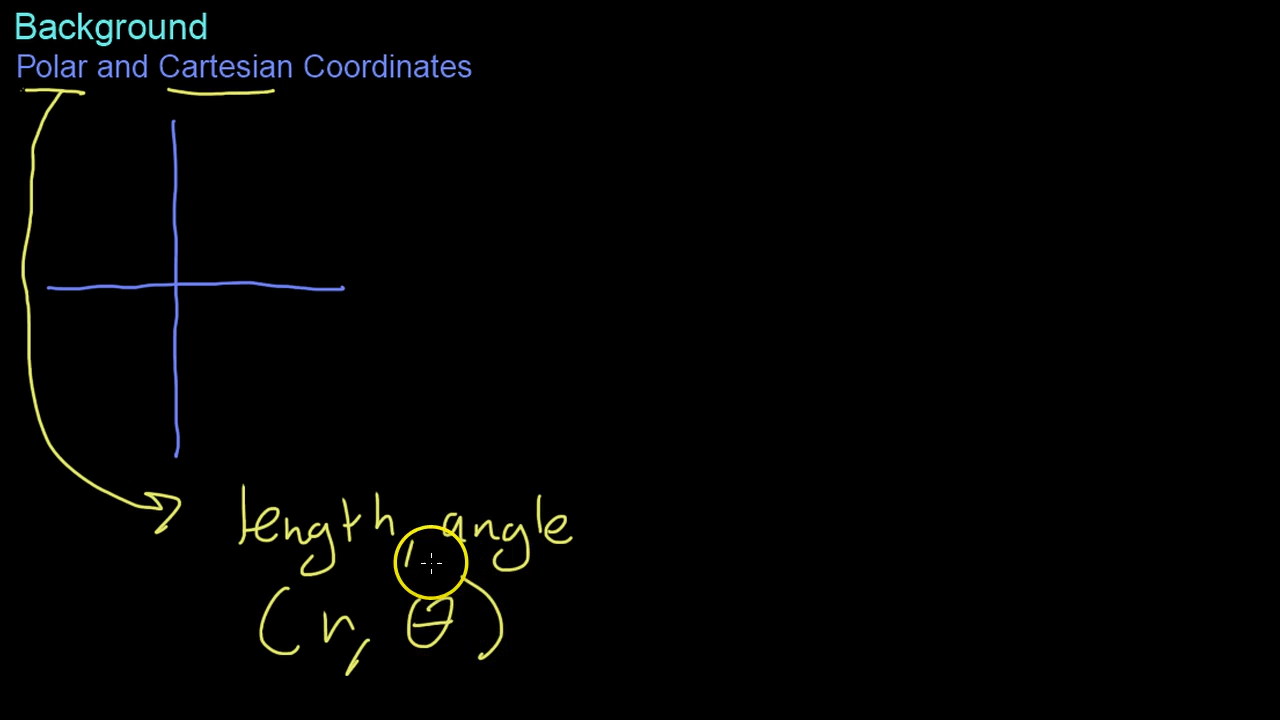 Background
Polar and Cartesian Coordinates
length, angle
(r, θ)